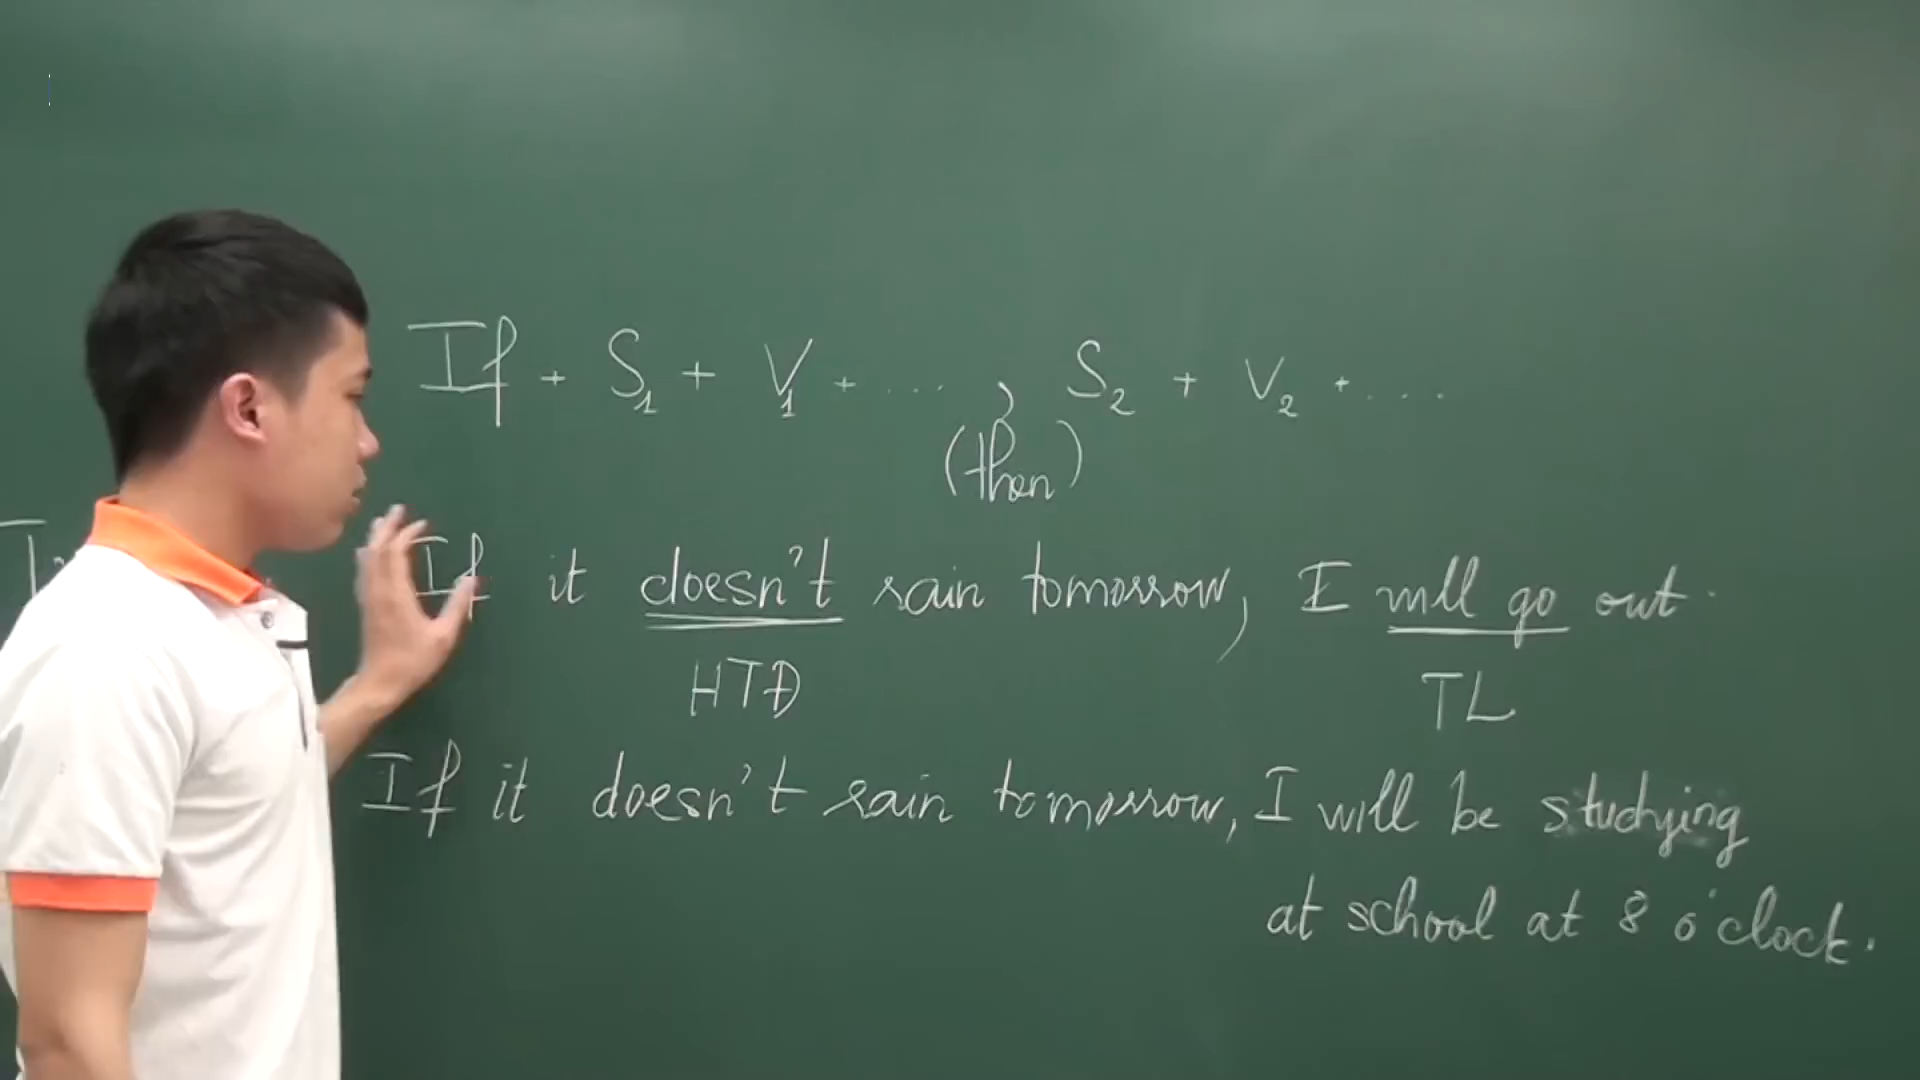 If + S1 + V1 + .... , S2 + V2 + ....
(then)
If it doesn't rain tomorrow, I will go out.
HTĐ TL
If it doesn't rain tomorrow, I will be studying
at school at 8 o'clock.